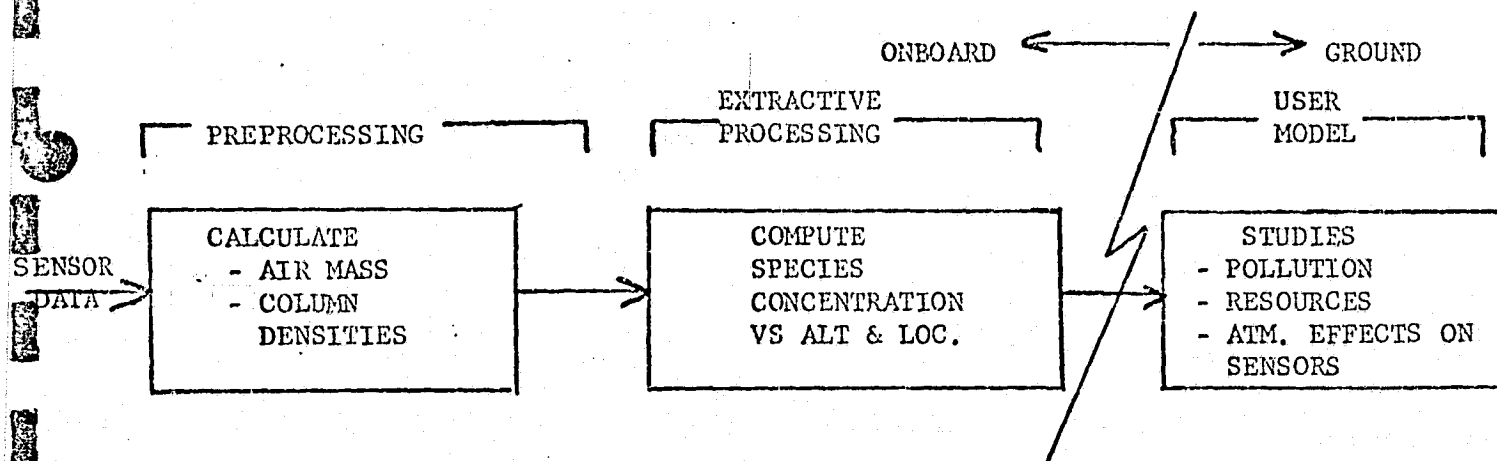 ONBOARD
GROUND
PREPROCESSING
EXTRACTIVE
PROCESSING
USER
MODEL
SENSOR
DATA
CALCULATE
- AIR MASS
- COLUMN
DENSITIES
COMPUTE
SPECIES
CONCENTRATION
VS ALT & LOC.
STUDIES
- POLLUTION
- RESOURCES
- ATM. EFFECTS ON
SENSORS